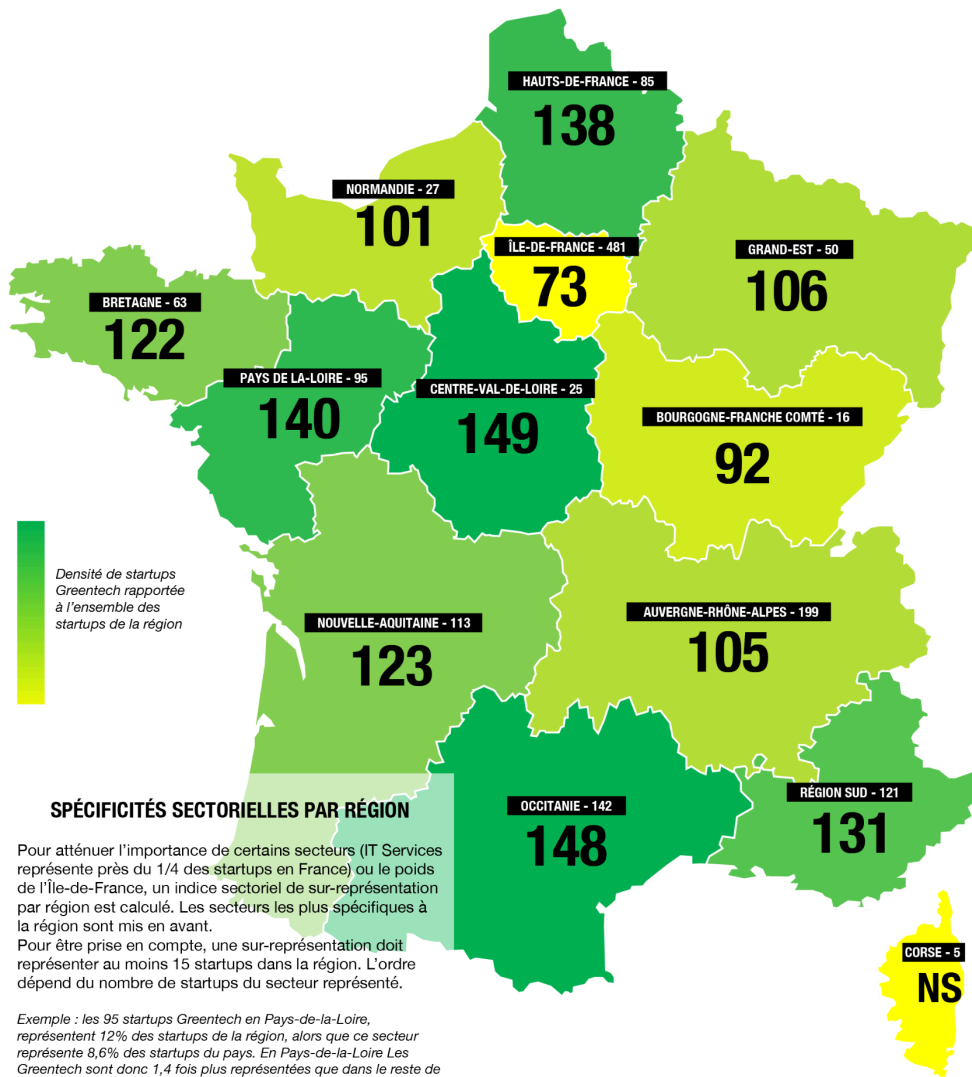 HAUTS-DE-FRANCE - 85
138
NORMANDIE - 27
101
ÎLE-DE-FRANCE - 481
73
GRAND-EST - 50
106
BRETAGNE - 63
122
PAYS DE LA-LOIRE - 95
140
CENTRE-VAL-DE-LOIRE - 25
149
BOURGOGNE-FRANCHE COMTÉ - 16
92
Densité de startups
Greentech rapportée
à l'ensemble des
startups de la région
NOUVELLE-AQUITAINE - 113
123
AUVERGNE-RHÔNE-ALPES - 199
105
OCCITANIE - 142
148
RÉGION SUD - 121
131
CORSE - 5
NS
SPÉCIFICITÉS SECTORIELLES PAR RÉGION
Pour atténuer l'importance de certains secteurs (IT Services
représente près du 1/4 des startups en France) ou le poids
de l'Île-de-France, un indice sectoriel de sur-représentation
par région est calculé. Les secteurs les plus spécifiques à
la région sont mis en avant.
Pour être prise en compte, une sur-représentation doit
représenter au moins 15 startups dans la région. L'ordre
dépend du nombre de startups du secteur représenté.
Exemple : les 95 startups Greentech en Pays-de-la-Loire,
représentent 12% des startups de la région, alors que ce secteur
représente 8,6% des startups du pays. En Pays-de-la-Loire Les
Greentech sont donc 1,4 fois plus représentées que dans le reste de